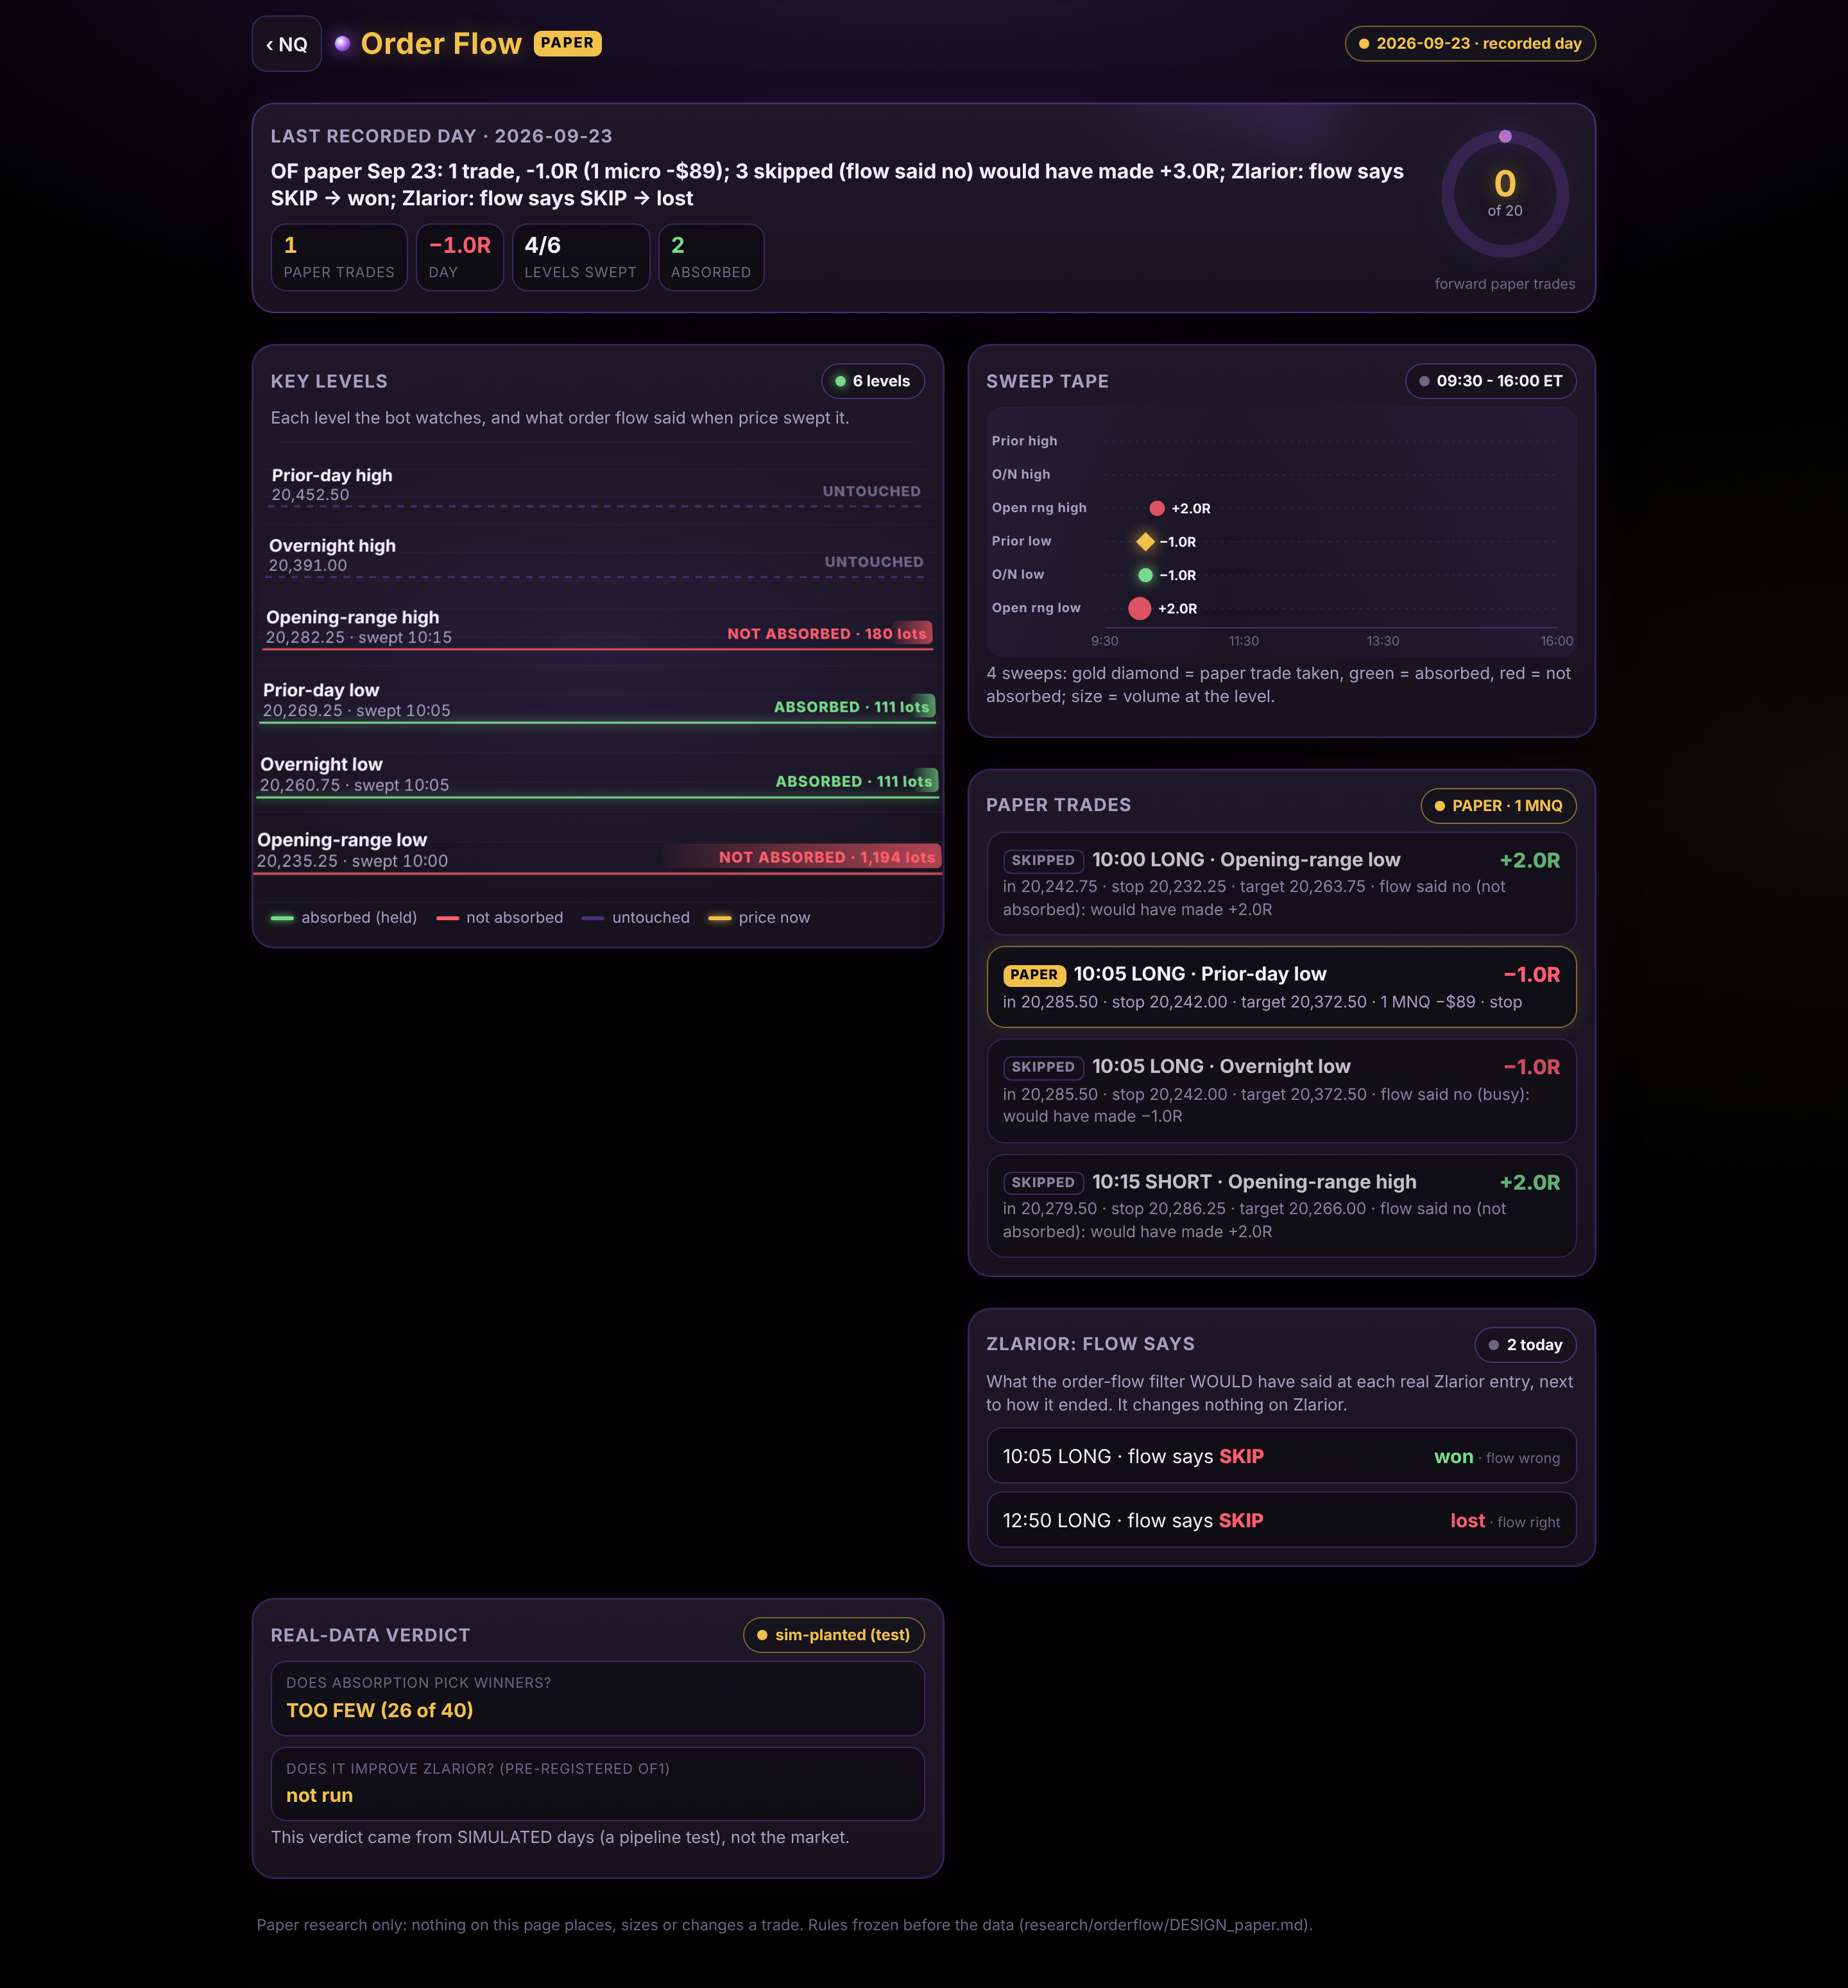 ‹ NQ
Order Flow
PAPER
2026-09-23 · recorded day
LAST RECORDED DAY · 2026-09-23
OF paper Sep 23: 1 trade, -1.0R (1 micro -$89); 3 skipped (flow said no) would have made +3.0R; Zlarior: flow says
SKIP → won; Zlarior: flow says SKIP → lost
1
PAPER TRADES
−1.0R
DAY
4/6
LEVELS SWEPT
2
ABSORBED
0
of 20
forward paper trades
KEY LEVELS
6 levels
Each level the bot watches, and what order flow said when price swept it.
Prior-day high
20,452.50
UNTOUCHED
Overnight high
20,391.00
UNTOUCHED
Opening-range high
20,282.25 · swept 10:15
NOT ABSORBED · 180 lots
Prior-day low
20,269.25 · swept 10:05
ABSORBED · 111 lots
Overnight low
20,260.75 · swept 10:05
ABSORBED · 111 lots
Opening-range low
20,235.25 · swept 10:00
NOT ABSORBED · 1,194 lots
absorbed (held)
not absorbed
untouched
price now
SWEEP TAPE
09:30 - 16:00 ET
Prior high
O/N high
Open rng high
+2.0R
Prior low
−1.0R
O/N low
−1.0R
Open rng low
+2.0R
9:30
11:30
13:30
16:00
4 sweeps: gold diamond = paper trade taken, green = absorbed, red = not
absorbed; size = volume at the level.
PAPER TRADES
PAPER · 1 MNQ
SKIPPED 10:00 LONG · Opening-range low +2.0R
in 20,242.75 · stop 20,232.25 · target 20,263.75 · flow said no (not
absorbed): would have made +2.0R
PAPER 10:05 LONG · Prior-day low −1.0R
in 20,285.50 · stop 20,242.00 · target 20,372.50 · 1 MNQ −$89 · stop
SKIPPED 10:05 LONG · Overnight low −1.0R
in 20,285.50 · stop 20,242.00 · target 20,372.50 · flow said no (busy):
would have made −1.0R
SKIPPED 10:15 SHORT · Opening-range high +2.0R
in 20,279.50 · stop 20,286.25 · target 20,266.00 · flow said no (not
absorbed): would have made +2.0R
ZLARIOR: FLOW SAYS
2 today
What the order-flow filter WOULD have said at each real Zlarior entry, next
to how it ended. It changes nothing on Zlarior.
10:05 LONG · flow says SKIP won · flow wrong
12:50 LONG · flow says SKIP lost · flow right
REAL-DATA VERDICT
sim-planted (test)
DOES ABSORPTION PICK WINNERS?
TOO FEW (26 of 40)
DOES IT IMPROVE ZLARIOR? (PRE-REGISTERED OF1)
not run
This verdict came from SIMULATED days (a pipeline test), not the market.
Paper research only: nothing on this page places, sizes or changes a trade. Rules frozen before the data (research/orderflow/DESIGN_paper.md).